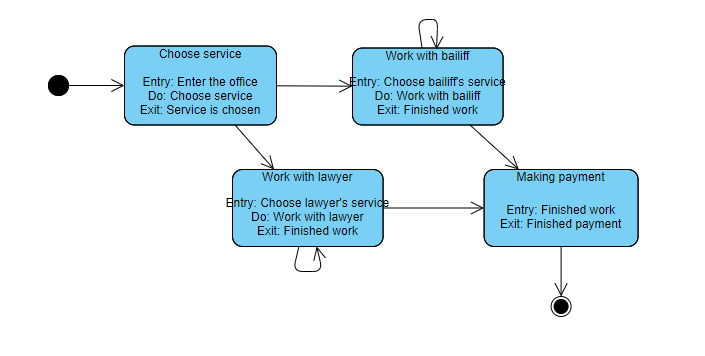 Choose service
Entry: Enter the office
Do: Choose service
Exit: Service is chosen
Work with bailiff
Entry: Choose bailiff's service
Do: Work with bailiff
Exit: Finished work
Work with lawyer
Entry: Choose lawyer's service
Do: Work with lawyer
Exit: Finished work
Making payment
Entry: Finished work
Exit: Finished payment